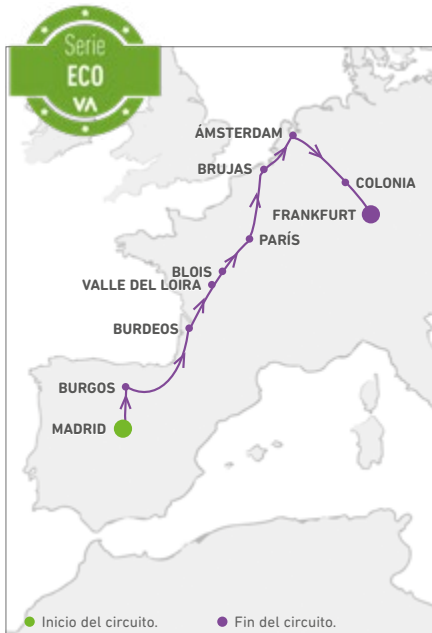 Serie
ECO
VA
ÁMSTERDAM
BRUJAS
COLONIA
FRANKFURT
PARÍS
BLOIS
VALLE DEL LOIRA
BURDEOS
BURGOS
MADRID
Inicio del circuito.
Fin del circuito.